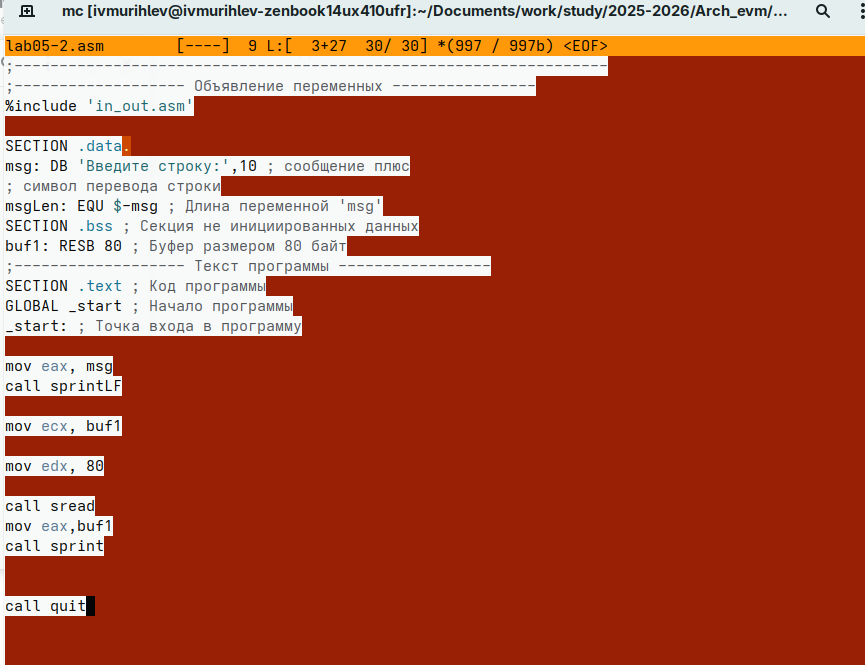 mc [ivmurihlev@ivmurihlev-zenbook14ux410ufr]:~/Documents/work/study/2025-2026/Arch_evm/...
lab05-2.asm        [----]  9 L:[  3+27  30/ 30] *(997 / 997b) <EOF>
;------------------------------------------------------------------
;------------------- Объявление переменных ----------------
%include 'in_out.asm'
SECTION .data.
msg: DB 'Введите строку:',10 ; сообщение плюс
; символ перевода строки
msgLen: EQU $-msg ; Длина переменной 'msg'
SECTION .bss ; Секция не инициированных данных
buf1: RESB 80 ; Буфер размером 80 байт
;------------------- Текст программы -----------------
SECTION .text ; Код программы
GLOBAL _start ; Начало программы
_start: ; Точка входа в программу
mov eax, msg
call sprintLF
mov ecx, buf1
mov edx, 80
call sread
mov eax,buf1
call sprint
call quit